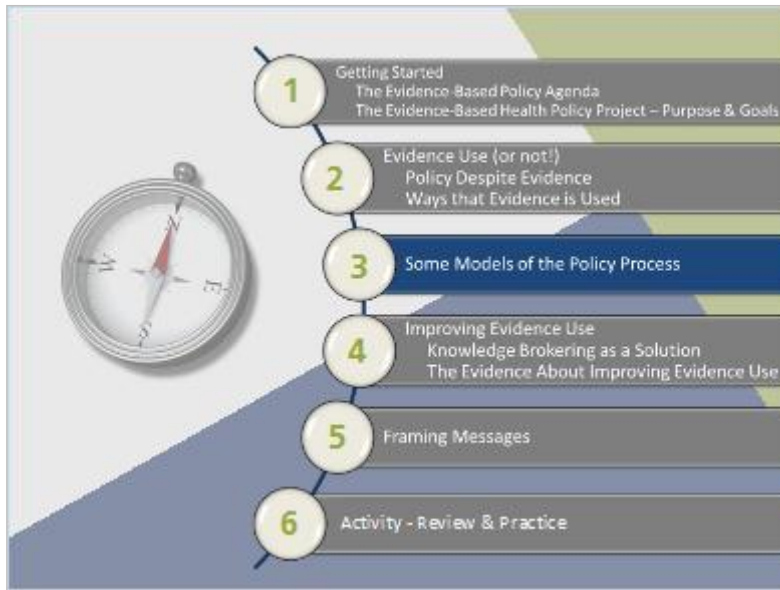 1
Getting Started
The Evidence-Based Policy Agenda
The Evidence-Based Health Policy Project – Purpose & Goals
2
Evidence Use (or not!)
Policy Despite Evidence
Ways that Evidence is Used
3
Some Models of the Policy Process
4
Improving Evidence Use
Knowledge Brokering as a Solution
The Evidence About Improving Evidence Use
5
Framing Messages
6
Activity - Review & Practice
N
W
E
S